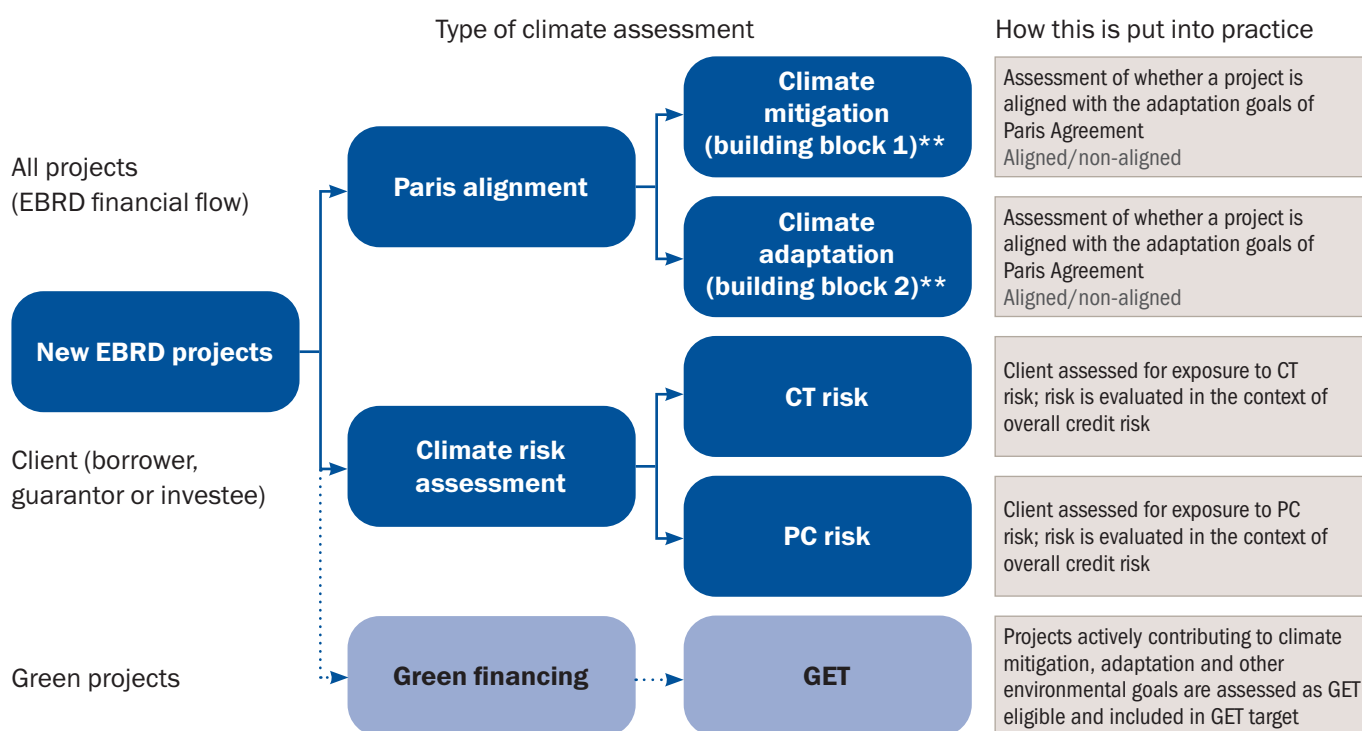 Type of climate assessment
How this is put into practice
All projects
(EBRD financial flow)
New EBRD projects
Client (borrower,
guarantor or investee)
Green projects
Paris alignment
Climate risk
assessment
Green financing
Climate
mitigation
(building block 1)**
Climate
adaptation
(building block 2)**
CT risk
PC risk
GET
Assessment of whether a project is
aligned with the adaptation goals of
Paris Agreement
Aligned/non-aligned
Assessment of whether a project is
aligned with the adaptation goals of
Paris Agreement
Aligned/non-aligned
Client assessed for exposure to CT
risk; risk is evaluated in the context of
overall credit risk
Client assessed for exposure to PC
risk; risk is evaluated in the context of
overall credit risk
Projects actively contributing to climate
mitigation, adaptation and other
environmental goals are assessed as GET
eligible and included in GET target